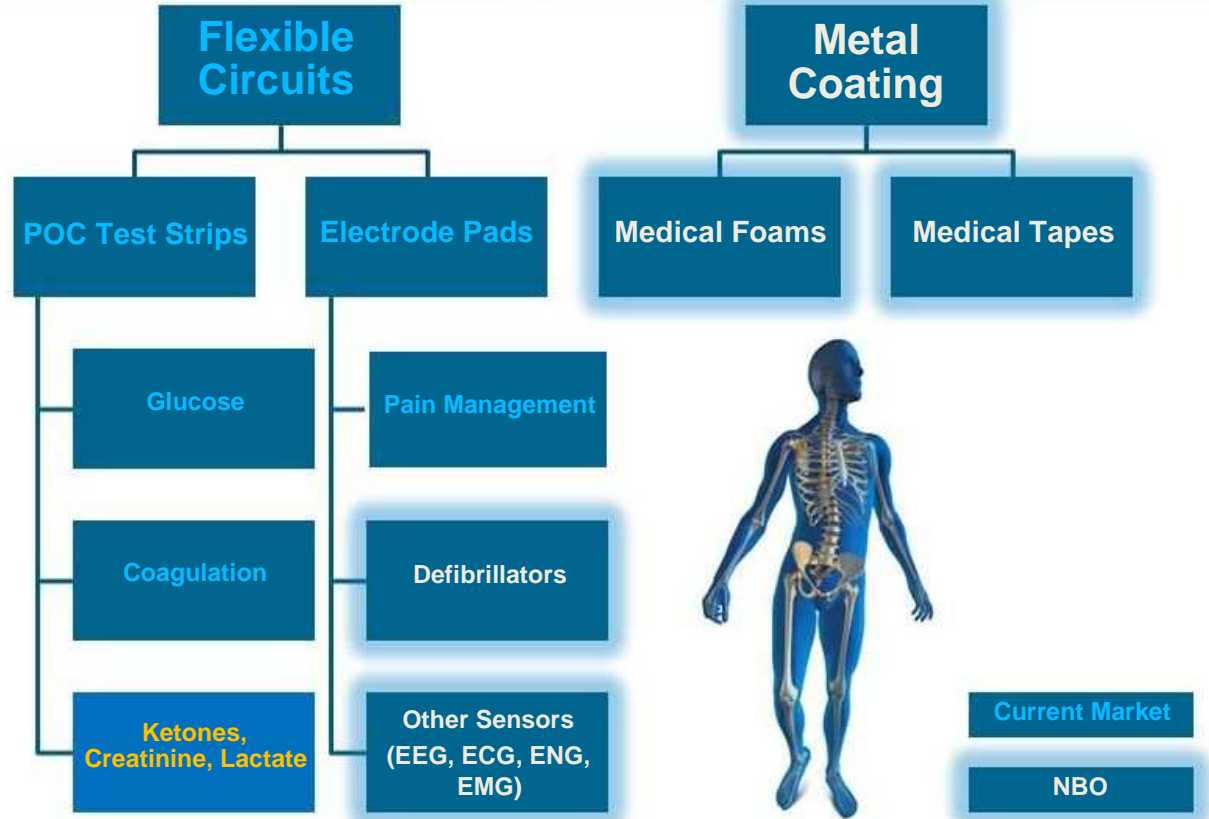 Flexible
Circuits
Metal
Coating
POC Test Strips
Electrode Pads
Medical Foams
Medical Tapes
Glucose
Pain Management
Coagulation
Defibrillators
Ketones,
Creatinine, Lactate
Other Sensors
(EEG, ECG, ENG,
EMG)
Current Market
NBO